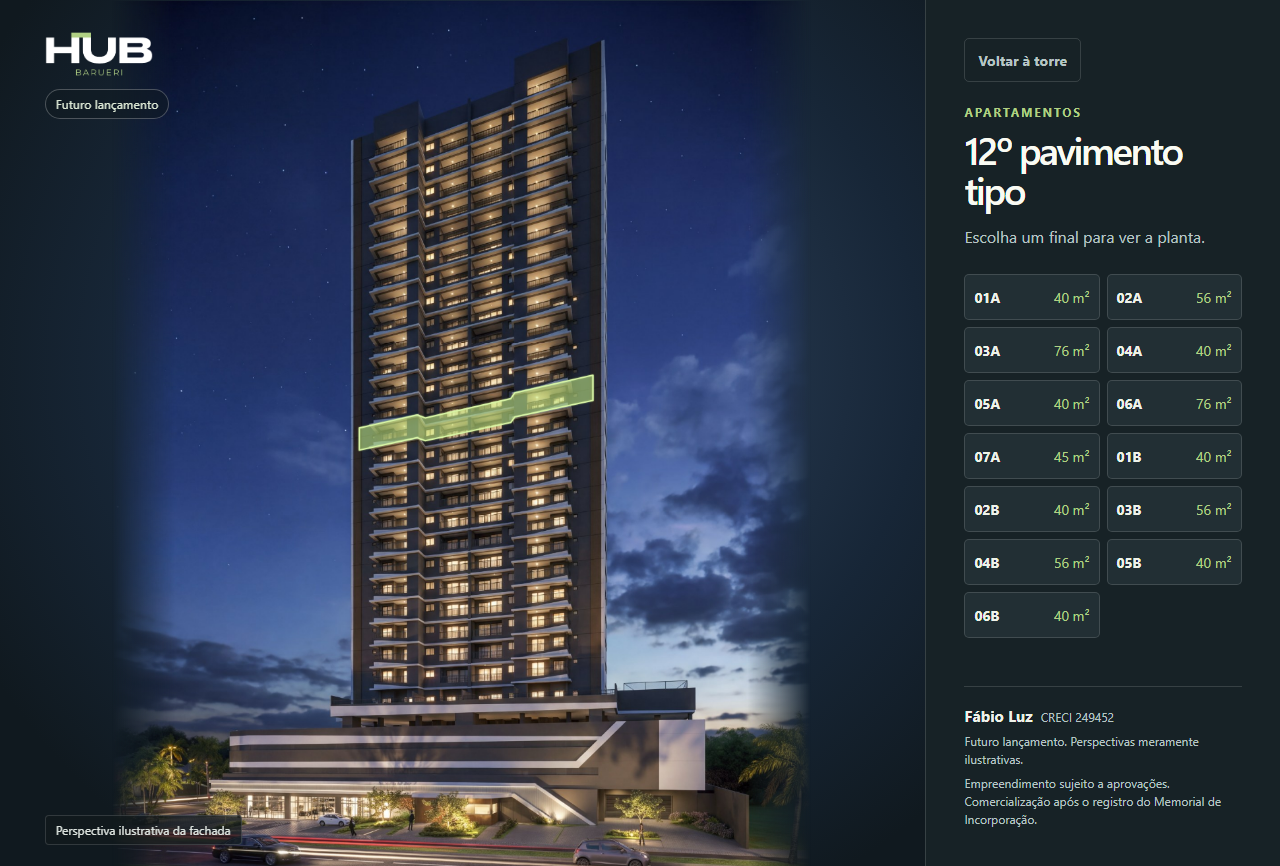 HUB
BARUERI
Futuro lançamento
Perspectiva ilustrativa da fachada
Voltar à torre
APARTAMENTOS
12º pavimento
tipo
Escolha um final para ver a planta.
01A 40 m²
02A 56 m²
03A 76 m²
04A 40 m²
05A 40 m²
06A 76 m²
07A 45 m²
01B 40 m²
02B 40 m²
03B 56 m²
04B 56 m²
05B 40 m²
06B 40 m²
Fábio Luz CRECI 249452
Futuro lançamento. Perspectivas meramente
ilustrativas.
Empreendimento sujeito a aprovações.
Comercialização após o registro do Memorial de
Incorporação.